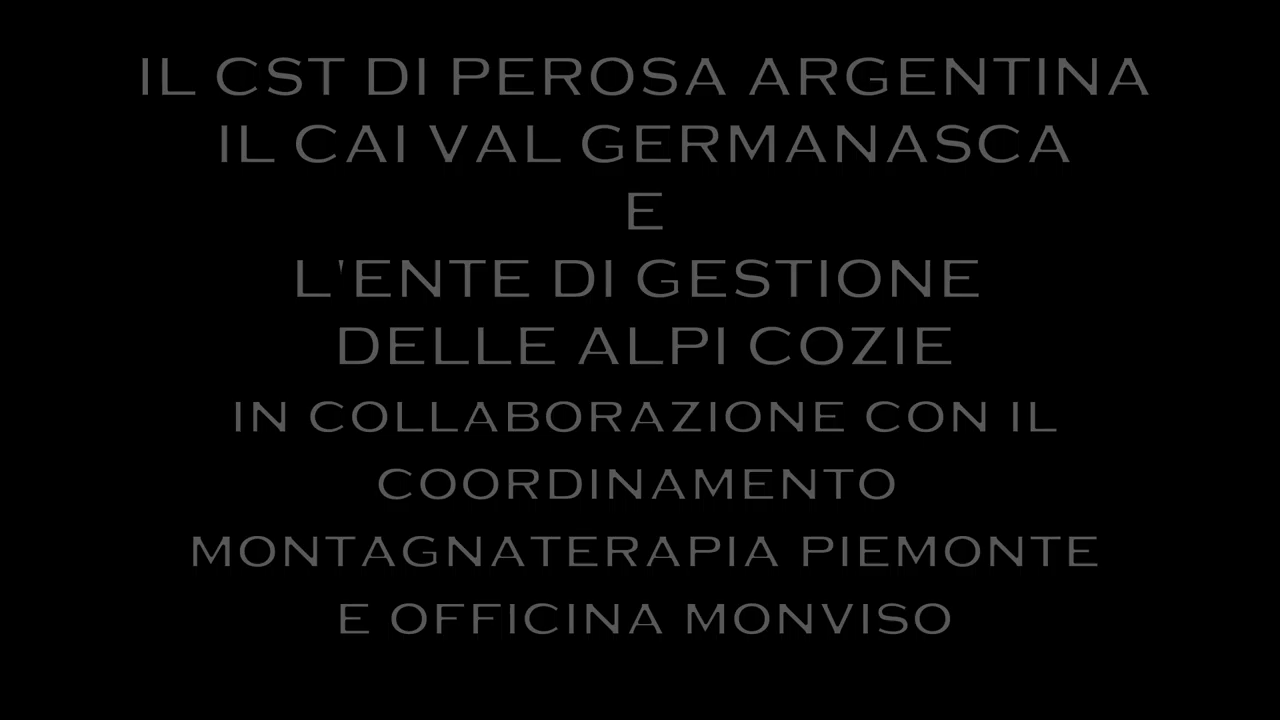 IL CST DI PEROSA ARGENTINA
IL CAI VAL GERMANASCA
E
L'ENTE DI GESTIONE
DELLE ALPI COZIE
IN COLLABORAZIONE CON IL
COORDINAMENTO
MONTAGNATERAPIA PIEMONTE
E OFFICINA MONVISO